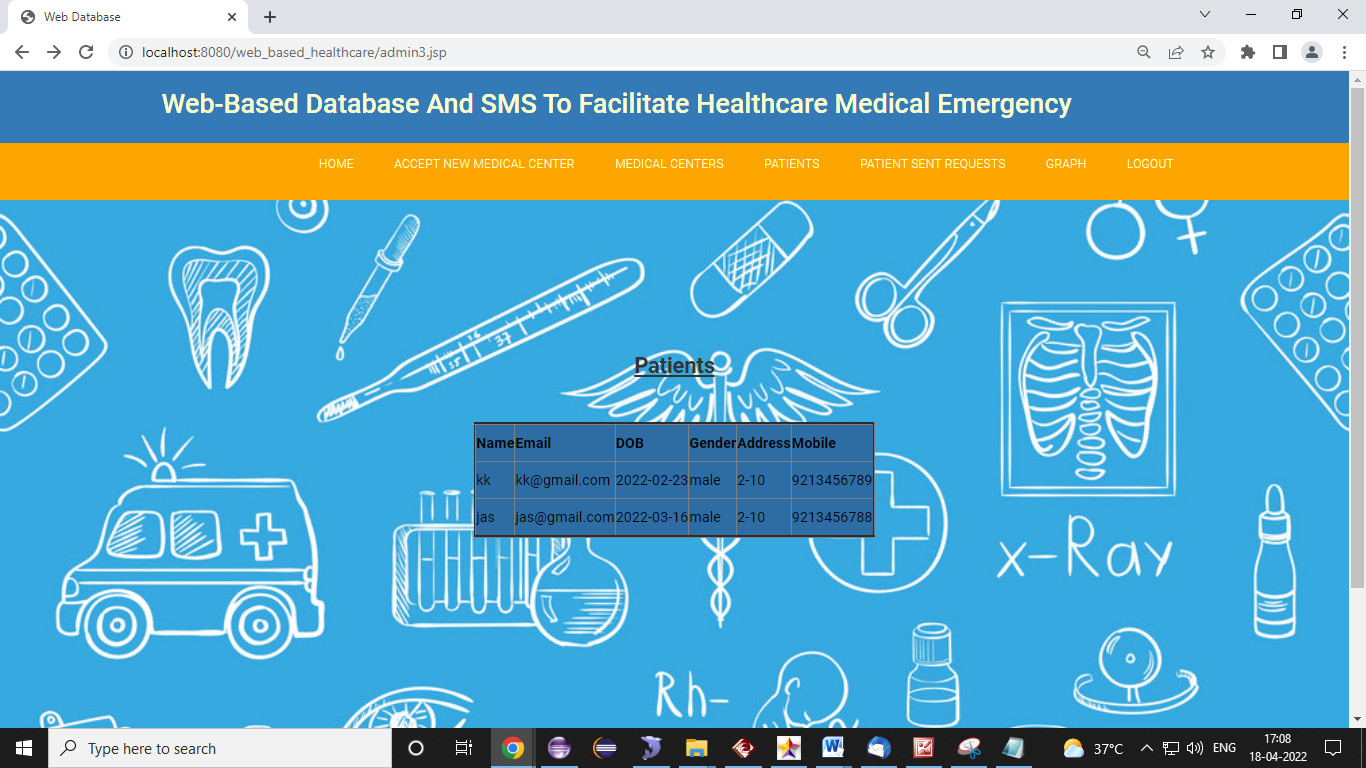 Web Database
localhost:8080/web_based_healthcare/admin3.jsp
Web-Based Database And SMS To Facilitate Healthcare Medical Emergency
HOME ACCEPT NEW MEDICAL CENTER MEDICAL CENTERS PATIENTS PATIENT SENT REQUESTS GRAPH LOGOUT
35 36 37
Patients
Name Email DOB Gender Address Mobile
kk kk@gmail.com 2022-02-23 male 2-10 9213456789
jas jas@gmail.com 2022-03-16 male 2-10 9213456788
x-Ray
Rh-
Type here to search
37°C ENG
17:08
18-04-2022